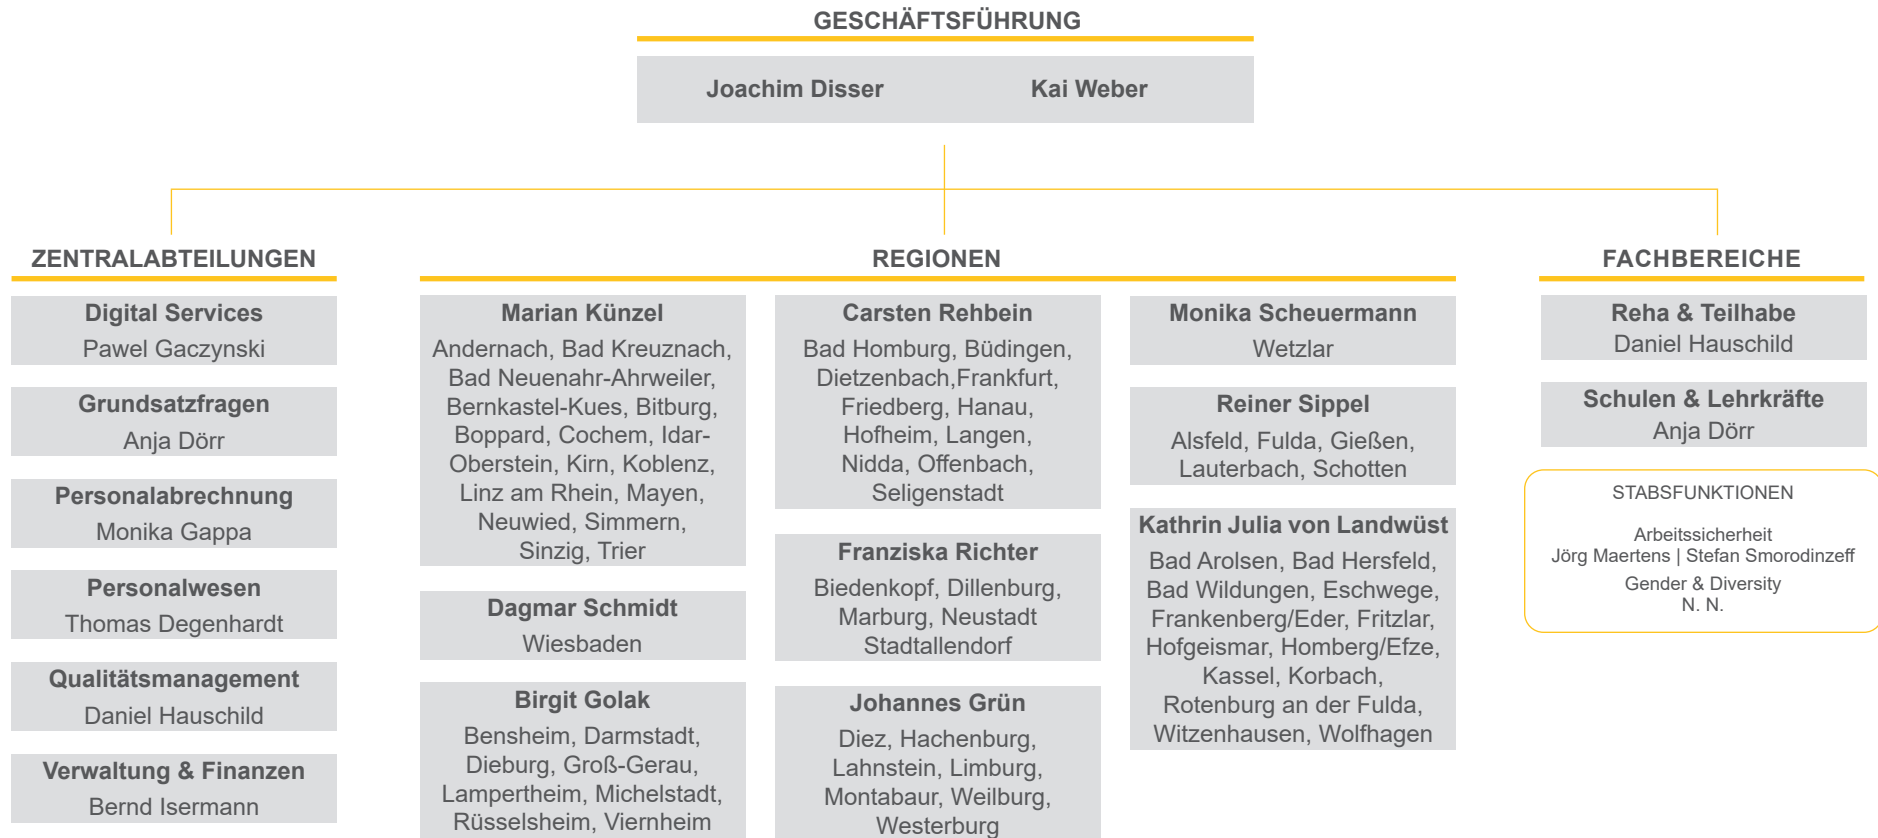 GESCHÄFTSFÜHRUNG
Joachim Disser
Kai Weber
ZENTRALABTEILUNGEN
Digital Services
Pawel Gaczynski
Grundsatzfragen
Anja Dörr
Personalabrechnung
Monika Gappa
Personalwesen
Thomas Degenhardt
Qualitätsmanagement
Daniel Hauschild
Verwaltung & Finanzen
Bernd Isermann
REGIONEN
Marian Künzel
Andernach, Bad Kreuznach,
Bad Neuenahr-Ahrweiler,
Bernkastel-Kues, Bitburg,
Boppard, Cochem, Idar-
Oberstein, Kirn, Koblenz,
Linz am Rhein, Mayen,
Neuwied, Simmern,
Sinzig, Trier
Dagmar Schmidt
Wiesbaden
Birgit Golak
Bensheim, Darmstadt,
Dieburg, Groß-Gerau,
Lampertheim, Michelstadt,
Rüsselsheim, Viernheim
Carsten Rehbein
Bad Homburg, Büdingen,
Dietzenbach,Frankfurt,
Friedberg, Hanau,
Hofheim, Langen,
Nidda, Offenbach,
Seligenstadt
Franziska Richter
Biedenkopf, Dillenburg,
Marburg, Neustadt
Stadtallendorf
Johannes Grün
Diez, Hachenburg,
Lahnstein, Limburg,
Montabaur, Weilburg,
Westerburg
Monika Scheuermann
Wetzlar
Reiner Sippel
Alsfeld, Fulda, Gießen,
Lauterbach, Schotten
Kathrin Julia von Landwüst
Bad Arolsen, Bad Hersfeld,
Bad Wildungen, Eschwege,
Frankenberg/Eder, Fritzlar,
Hofgeismar, Homberg/Efze,
Kassel, Korbach,
Rotenburg an der Fulda,
Witzenhausen, Wolfhagen
FACHBEREICHE
Reha & Teilhabe
Daniel Hauschild
Schulen & Lehrkräfte
Anja Dörr
STABSFUNKTIONEN
Arbeitssicherheit
Jörg Maertens | Stefan Smorodinzeff
Gender & Diversity
N. N.